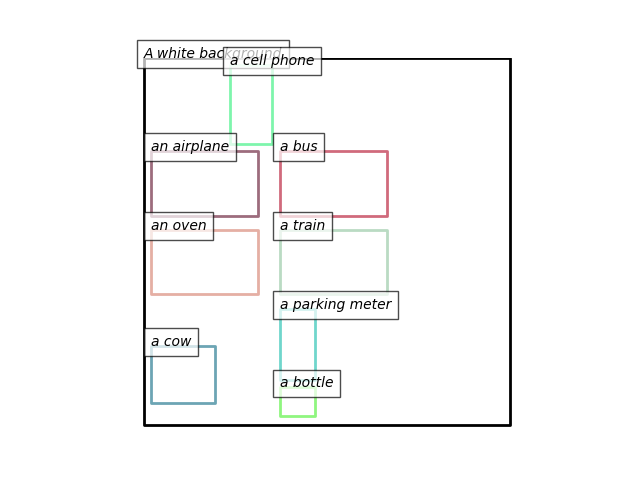 A white background
a cell phone
an airplane
a bus
an oven
a train
a parking meter
a cow
a bottle